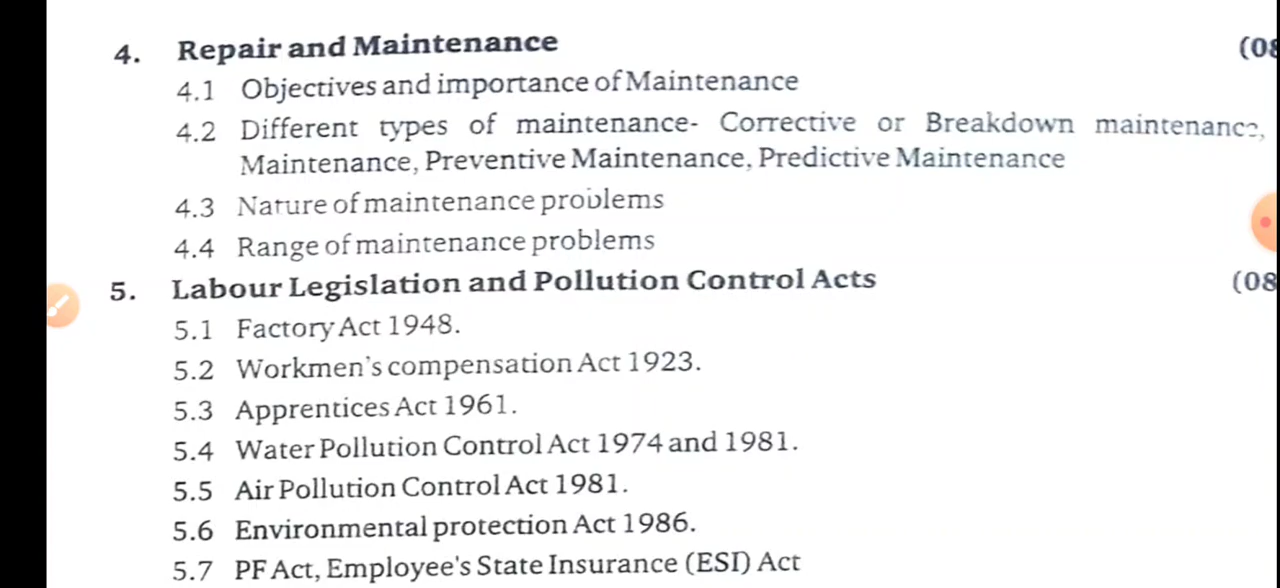 4. Repair and Maintenance (08
4.1 Objectives and importance of Maintenance
4.2 Different types of maintenance- Corrective or Breakdown maintenance,
Maintenance, Preventive Maintenance, Predictive Maintenance
4.3 Nature of maintenance problems
4.4 Range of maintenance problems
5. Labour Legislation and Pollution Control Acts (08
5.1 Factory Act 1948.
5.2 Workmen's compensation Act 1923.
5.3 Apprentices Act 1961.
5.4 Water Pollution Control Act 1974 and 1981.
5.5 Air Pollution Control Act 1981.
5.6 Environmental protection Act 1986.
5.7 PF Act, Employee's State Insurance (ESI) Act